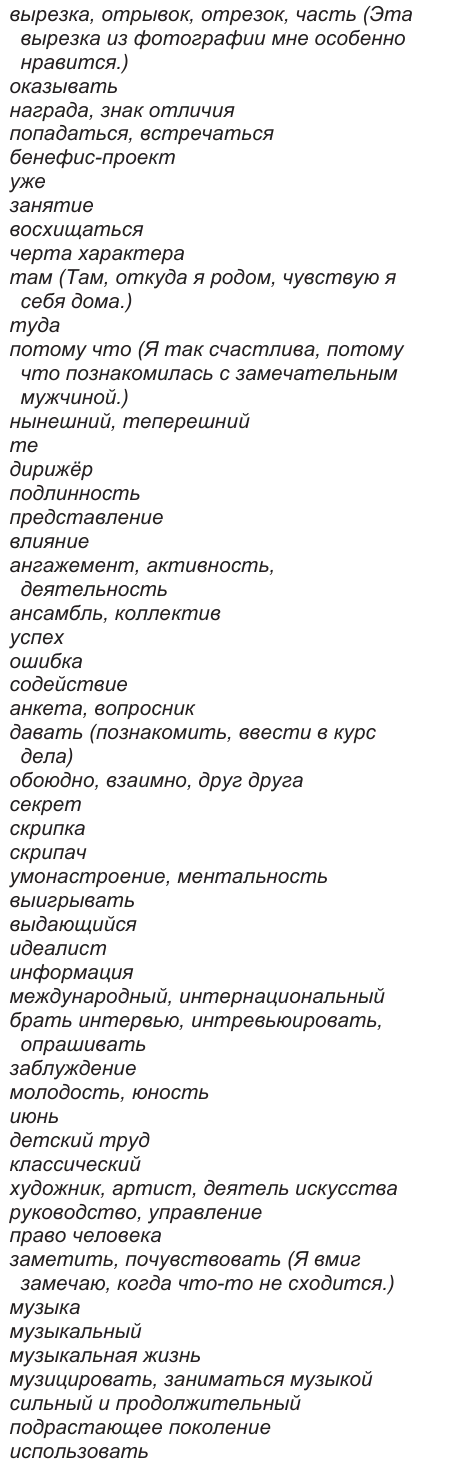 вырезка, отрывок, отрезок, часть (Эта
вырезка из фотографии мне особенно
нравится.)
оказывать
награда, знак отличия
попадаться, встречаться
бенефис-проект
уже
занятие
восхищаться
черта характера
там (Там, откуда я родом, чувствую я
себя дома.)
туда
потому что (Я так счастлива, потому
что познакомилась с замечательным
мужчиной.)
нынешний, теперешний
те
дирижёр
подлинность
представление
влияние
ангажемент, активность,
деятельность
ансамбль, коллектив
успех
ошибка
содействие
анкета, вопросник
давать (познакомить, ввести в курс
дела)
обоюдно, взаимно, друг друга
секрет
скрипка
скрипач
умонастроение, ментальность
выигрывать
выдающийся
идеалист
информация
международный, интернациональный
брать интервью, интревьюировать,
опрашивать
заблуждение
молодость, юность
июнь
детский труд
классический
художник, артист, деятель искусства
руководство, управление
право человека
заметить, почувствовать (Я вмиг
замечаю, когда что-то не сходится.)
музыка
музыкальный
музыкальная жизнь
музицировать, заниматься музыкой
сильный и продолжительный
подрастающее поколение
использовать